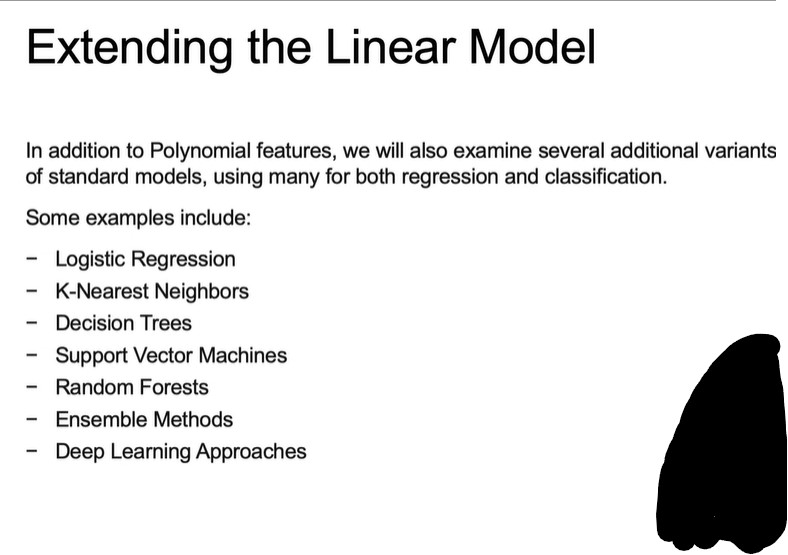 Extending the Linear Model
In addition to Polynomial features, we will also examine several additional variants
of standard models, using many for both regression and classification.
Some examples include:
− Logistic Regression
− K-Nearest Neighbors
− Decision Trees
− Support Vector Machines
− Random Forests
− Ensemble Methods
− Deep Learning Approaches